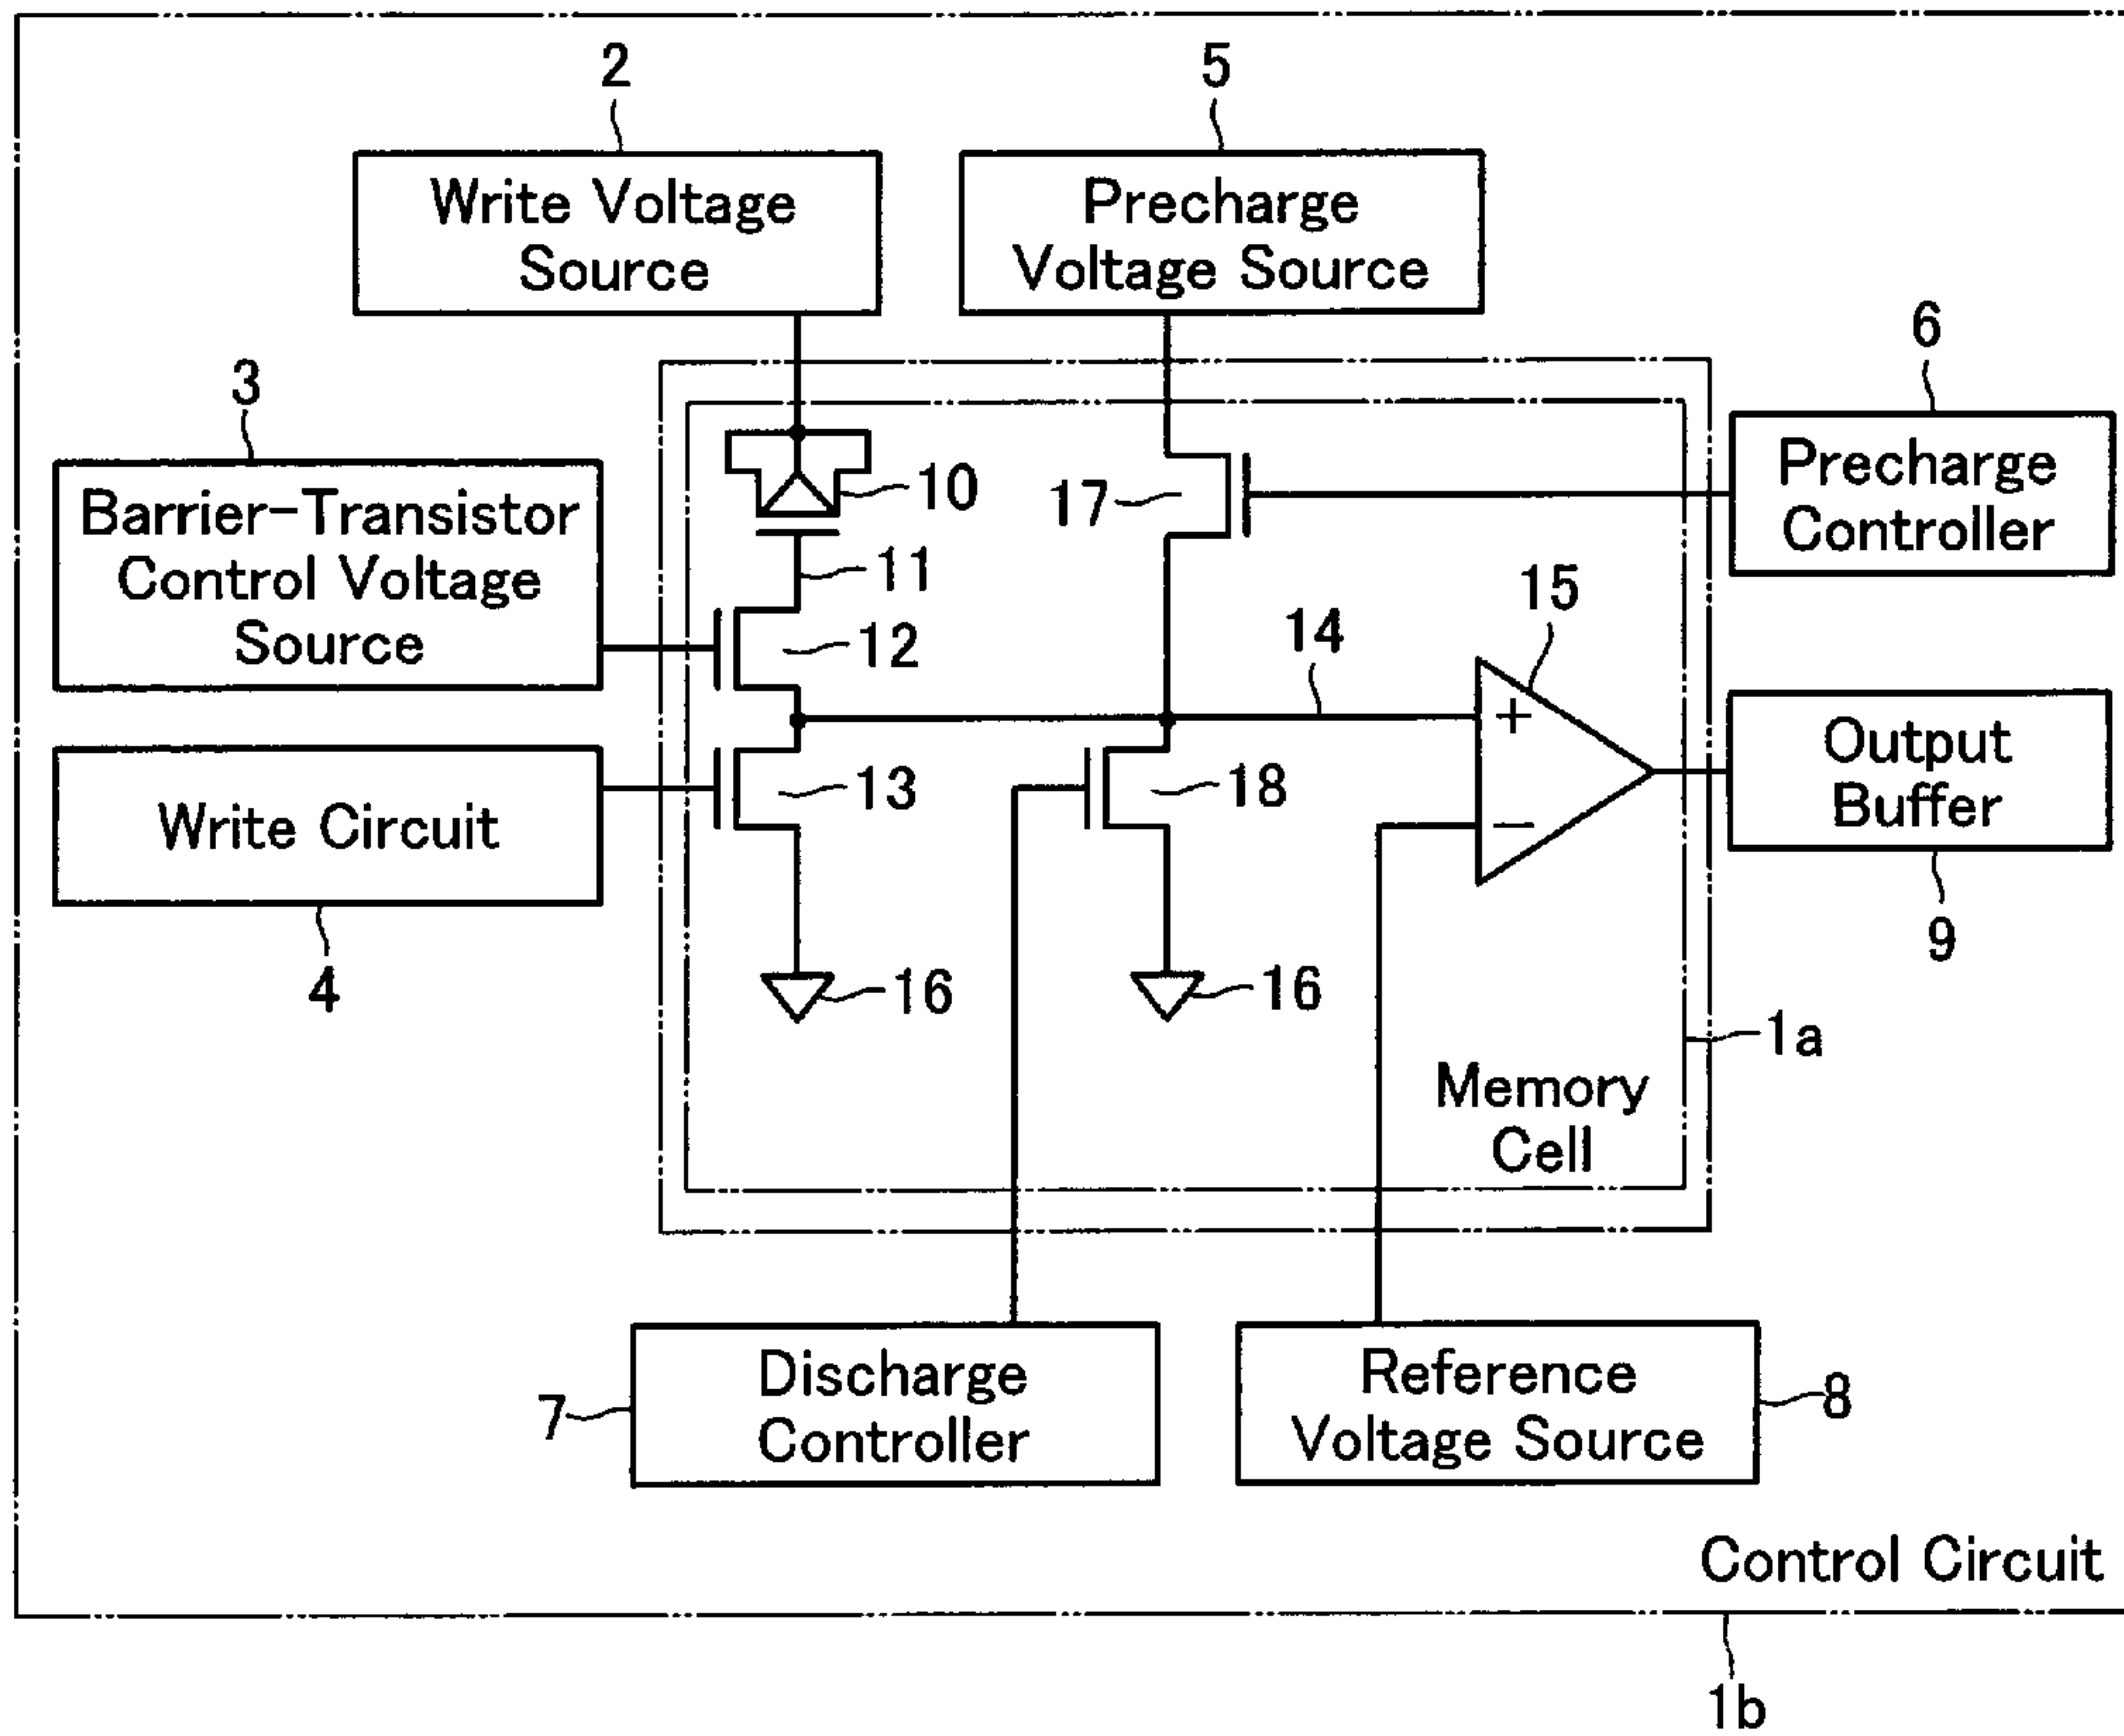 2
5
Write Voltage
Source
Precharge
Voltage Source
6
3
Precharge
Controller
10
17
Barrier-Transistor
Control Voltage
Source
11
15
12
14
+
Output
Buffer
13
18
Write Circuit
−
9
4
16
16
1a
Memory
Cell
Discharge
Controller
7
Reference
Voltage Source
8
Control Circuit
1b